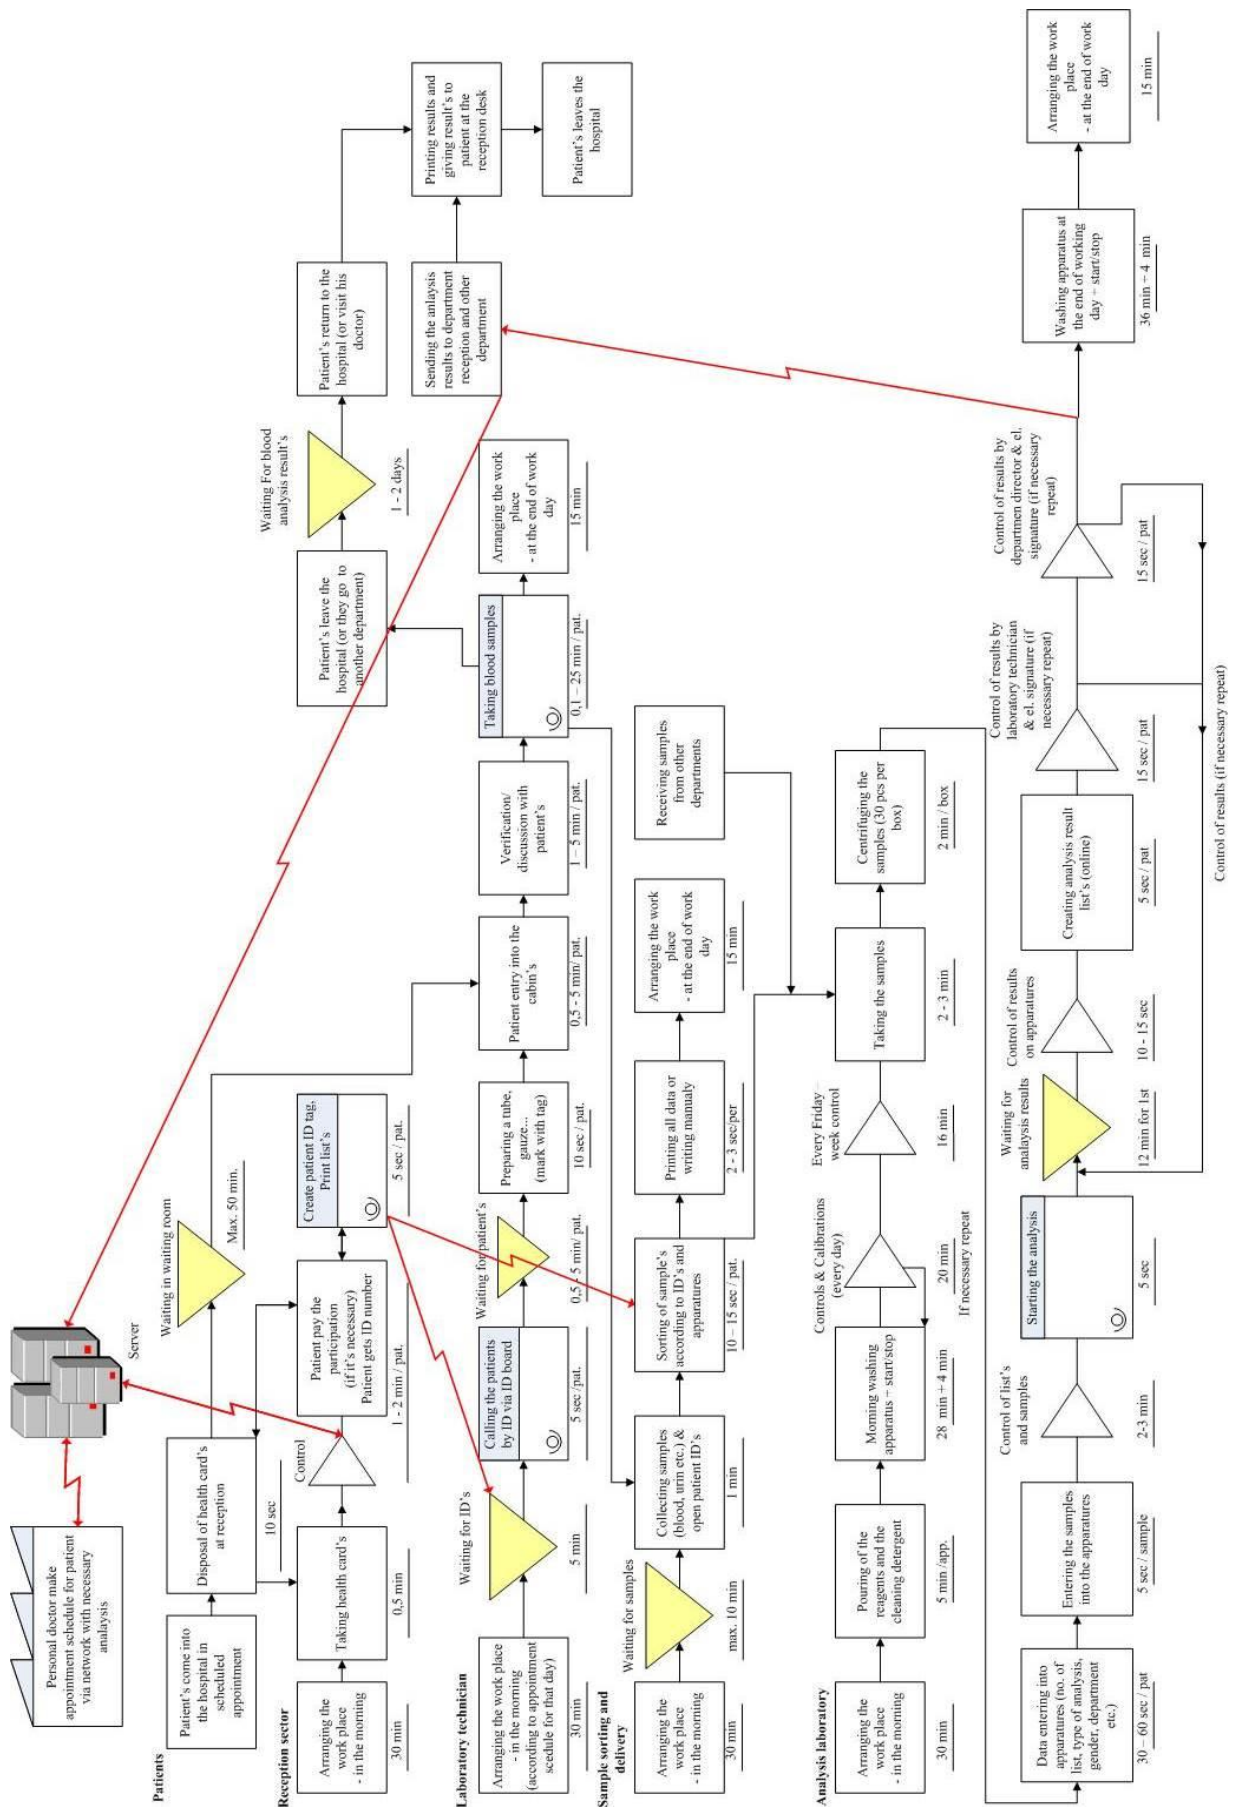 Personal doctor make
appointment schedule for patient
via network with necessary
analaysis
Server
Patients
Patient's come into
the hospital in
scheduled
appointment
Disposal of health card's
at reception
10 sec
Waiting in waiting room
Max. 50 min.
Patient's leave the
hospital (or they go to
another department)
Waiting For blood
analysis result's
1 - 2 days
Patient's return to the
hospital (or visit his
doctor)
Reception sector
Arranging the
work place
- in the morning
30 min
Taking health card's
0,5 min
Control
Patient pay the
participation
(if it's necessary)
Patient gets ID number
1 - 2 min / pat.
Create patient ID tag,
Print list's
5 sec / pat.
Sending the anlaysis
results to department
reception and other
department
Printing results and
giving result's to
patient at the
reception desk
Patient's leaves the
hospital
Laboratory technician
Arranging the work place
- in the morning
(according to appointment
scedule for that day)
30 min
Waiting for ID's
5 min
Calling the patients
by ID via ID board
5 sec /pat.
Waiting for patient's
0,5 - 5 min/ pat.
Preparing a tube,
gauze...
(mark with tag)
10 sec / pat.
Patient entry into the
cabin's
0,5 - 5 min/ pat.
Verification/
discussion with
patient's
1 – 5 min / pat.
Taking blood samples
0,1 – 25 min / pat.
Arranging the work
place
- at the end of work
day
15 min
Sample sorting and
delivery
Arranging the
work place
- in the morning
30 min
Waiting for samples
max. 10 min
Collecting samples
(blood, urin etc.) &
open patient ID's
1 min
Sorting of sample's
according to ID's and
apparatures
10 – 15 sec / pat.
Printing all data or
writing manualy
2 - 3 sec/per
Arranging the work
place
- at the end of work
day
15 min
Receiving samples
from other
departments
Analysis laboratory
Arranging the
work place
- in the morning
30 min
Pouring of the
reagents and the
cleaning detergent
5 min /app.
Morning washing
apparatus + start/stop
28 min + 4 min
Controls & Calibrations
(every day)
20 min
If necessary repeat
Every Friday –
week control
16 min
Taking the samples
2 - 3 min
Centrifuging the
samples (30 pcs per
box)
2 min / box
Data entering into
apparatures (no. of
list, type of analysis,
gender, department
etc.)
30 – 60 sec / pat
Entering the samples
into the apparatures
5 sec / sample
Control of list's
and samples
2-3 min
Starting the analysis
5 sec
Waiting for
analaysis results
12 min for 1st
Control of results
on apparatures
10 - 15 sec
Creating analysis result
list's (online)
5 sec / pat
Control of results by
laboratory technician
& el. signature (if
necessary repeat)
15 sec / pat
Control of results by
departmen director & el.
signature (if necessary
repeat)
15 sec / pat
Control of results (if necessary repeat)
Washing apparatus at
the end of working
day + start/stop
36 min + 4 min
Arranging the work
place
- at the end of work
day
15 min